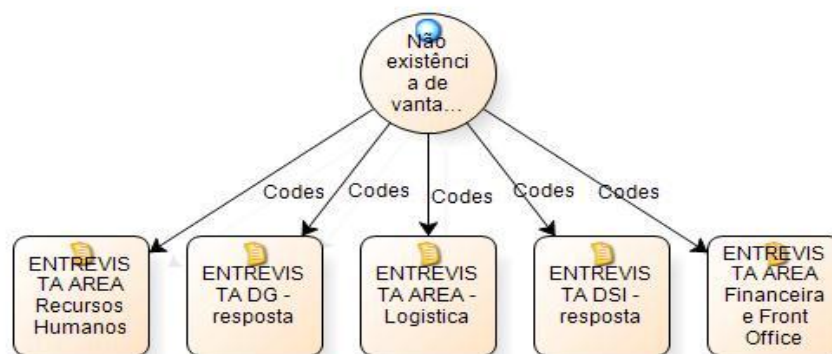 Não
existênci
a de
vanta...
Codes
Codes
Codes
Codes
Codes
ENTREVIS
TA AREA
Recursos
Humanos
ENTREVIS
TA DG -
resposta
ENTREVIS
TA AREA -
Logistica
ENTREVIS
TA DSI -
resposta
ENTREVIS
TA AREA
Financeira
e Front
Office